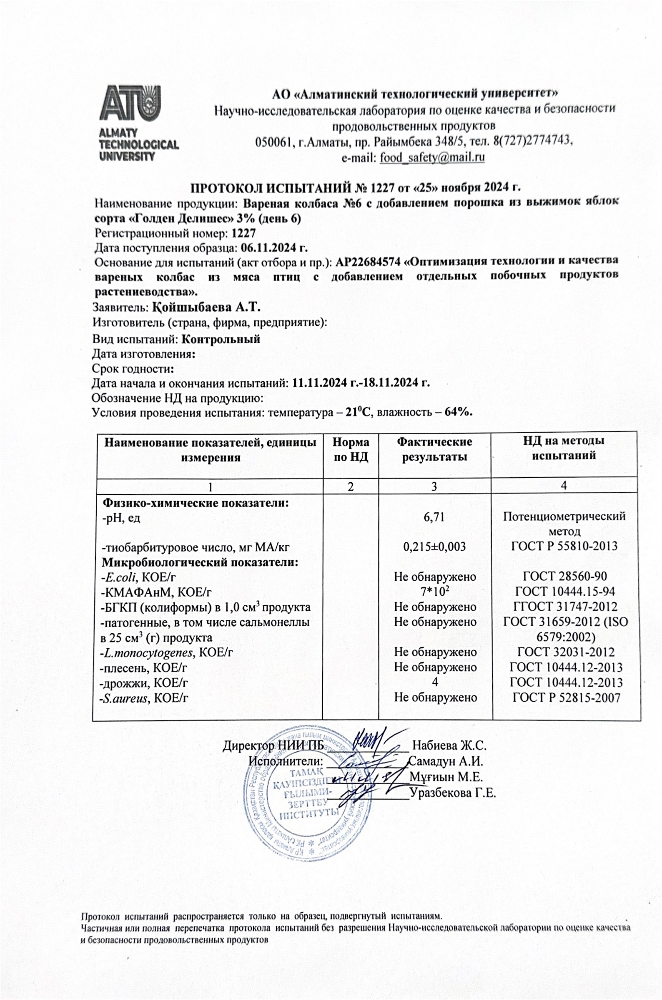 ATU
ALMATY
TECHNOLOGICAL
UNIVERSITY
АО «Алматинский технологический университет»
Научно-исследовательская лаборатория по оценке качества и безопасности
продовольственных продуктов
050061, г.Алматы, пр. Райымбека 348/5, тел. 8(727)2774743,
e-mail: food_safety@mail.ru
ПРОТОКОЛ ИСПЫТАНИЙ № 1227 от «25» ноября 2024 г.
Наименование продукции: Вареная колбаса №6 с добавлением порошка из выжимок яблок
сорта «Голден Делишес» 3% (день 6)
Регистрационный номер: 1227
Дата поступления образца: 06.11.2024 г.
Основание для испытаний (акт отбора и пр.): АР22684574 «Оптимизация технологии и качества
вареных колбас из мяса птиц с добавлением отдельных побочных продуктов
растениеводства».
Заявитель: Қойшыбаева А.Т.
Изготовитель (страна, фирма, предприятие):
Вид испытаний: Контрольный
Дата изготовления:
Срок годности:
Дата начала и окончания испытаний: 11.11.2024 г.-18.11.2024 г.
Обозначение НД на продукцию:
Условия проведения испытания: температура – 21⁰С, влажность – 64%.
Наименование показателей, единицы измерения Норма по НД Фактические результаты НД на методы испытаний
1 2 3 4
Физико-химические показатели:
-рН, ед 6,71 Потенциометрический метод
-тиобарбитуровое число, мг МА/кг 0,215±0,003 ГОСТ Р 55810-2013
Микробиологический показатели:
-E.coli, КОЕ/г Не обнаружено ГОСТ 28560-90
-КМАФАнМ, КОЕ/г 7*10² ГОСТ 10444.15-94
-БГКП (колиформы) в 1,0 см³ продукта Не обнаружено ГГОСТ 31747-2012
-патогенные, в том числе сальмонеллы Не обнаружено ГОСТ 31659-2012 (ISO
в 25 см³ (г) продукта 6579:2002)
-L.monocytogenes, КОЕ/г Не обнаружено ГОСТ 32031-2012
-плесень, КОЕ/г Не обнаружено ГОСТ 10444.12-2013
-дрожжи, КОЕ/г 4 ГОСТ 10444.12-2013
-S.aureus, КОЕ/г Не обнаружено ГОСТ Р 52815-2007
Директор НИИ ПБ Набиева Ж.С.
Исполнители: Самадун А.И.
Мұғиын М.Е.
Уразбекова Г.Е.
ТАМАҚ
ҚАУІПСІЗДІГІ
ҒЫЛЫМИ-
ЗЕРТТЕУ
ИНСТИТУТЫ
Протокол испытаний распространяется только на образец, подвергнутый испытаниям.
Частичная или полная перепечатка протокола испытаний без разрешения Научно-исследовательской лаборатории по оценке качества
и безопасности продовольственных продуктов